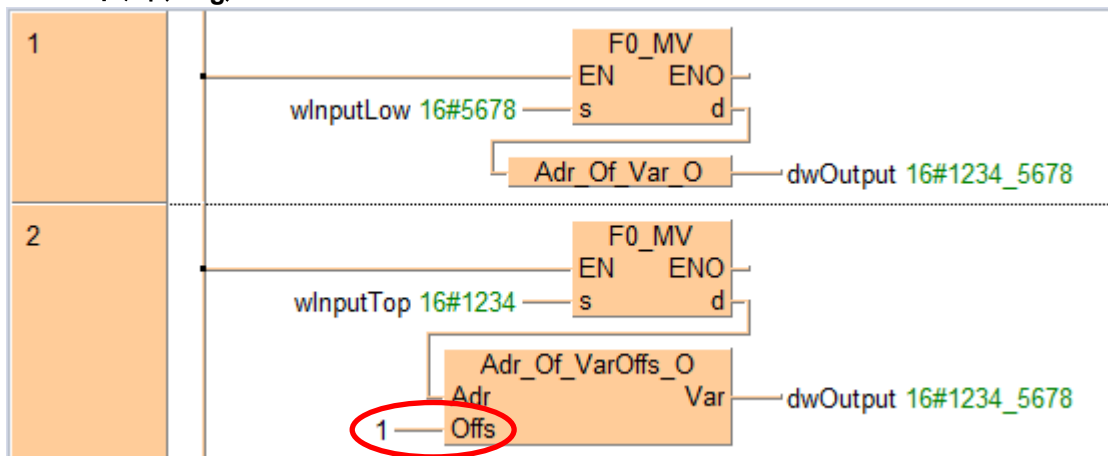 1
F0_MV
EN ENO
wInputLow 16#5678 s d
Adr_Of_Var_O dwOutput 16#1234_5678
2
F0_MV
EN ENO
wInputTop 16#1234 s d
Adr_Of_VarOffs_O
Adr Var dwOutput 16#1234_5678
1 Offs